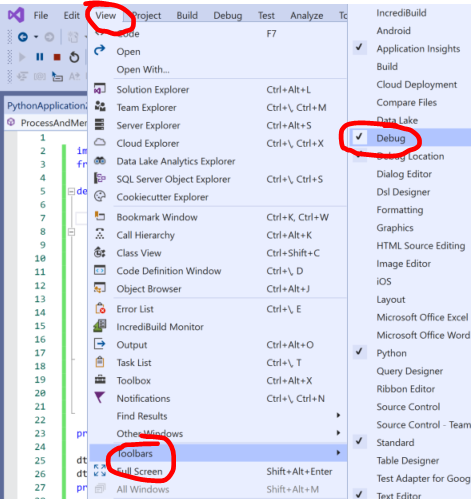 File Edit View Project Build Debug Test Analyze
Code F7
Open
Open With...
Solution Explorer Ctrl+Alt+L
Team Explorer Ctrl+\, Ctrl+M
Server Explorer Ctrl+Alt+S
Cloud Explorer Ctrl+\, Ctrl+X
Data Lake Analytics Explorer
SQL Server Object Explorer Ctrl+\, Ctrl+S
Cookiecutter Explorer
Bookmark Window Ctrl+K, Ctrl+W
Call Hierarchy Ctrl+Alt+K
Class View Ctrl+Shift+C
Code Definition Window Ctrl+\, D
Object Browser Ctrl+Alt+J
Error List Ctrl+\, E
IncrediBuild Monitor
Output Ctrl+Alt+O
Task List Ctrl+\, T
Toolbox Ctrl+Alt+X
Notifications Ctrl+\, Ctrl+N
Find Results
Other Windows
Toolbars
Full Screen Shift+Alt+Enter
All Windows Shift+Alt+M
IncrediBuild
Android
Application Insights
Build
Cloud Deployment
Compare Files
Data Lake
Debug
Debug Location
Dialog Editor
Dsl Designer
Formatting
Graphics
HTML Source Editing
Image Editor
iOS
Layout
Microsoft Office Excel
Microsoft Office Word
Python
Query Designer
Ribbon Editor
Source Control
Source Control - Team
Standard
Table Designer
Test Adapter for Goog
Text Editor
PythonApplication
ProcessAndMer
1
2 im
3 fr
4
5 de
6
7
8
9
10
11
12
13
14
15
16
17
18
19
20
21
22
23 pr
24
25 dt
26 dt
27 pr